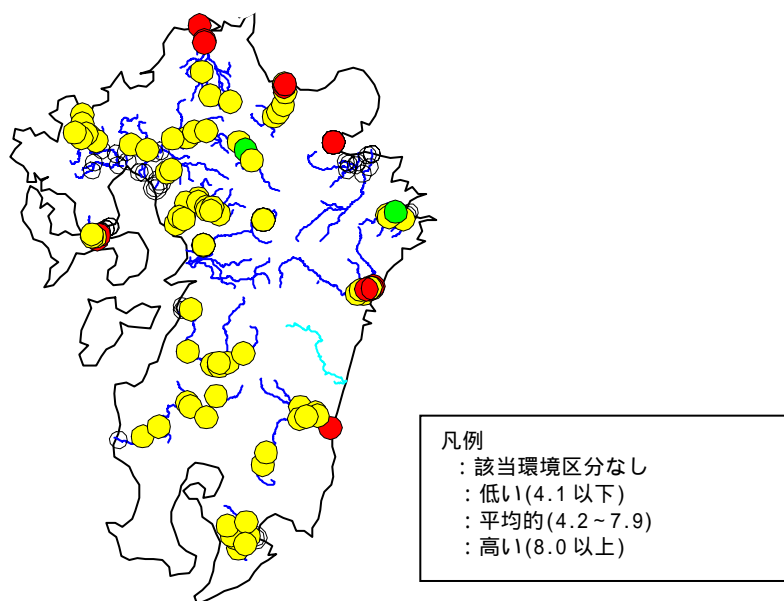 凡例
：該当環境区分なし
：低い(4.1 以下)
：平均的(4.2～7.9)
：高い(8.0 以上)